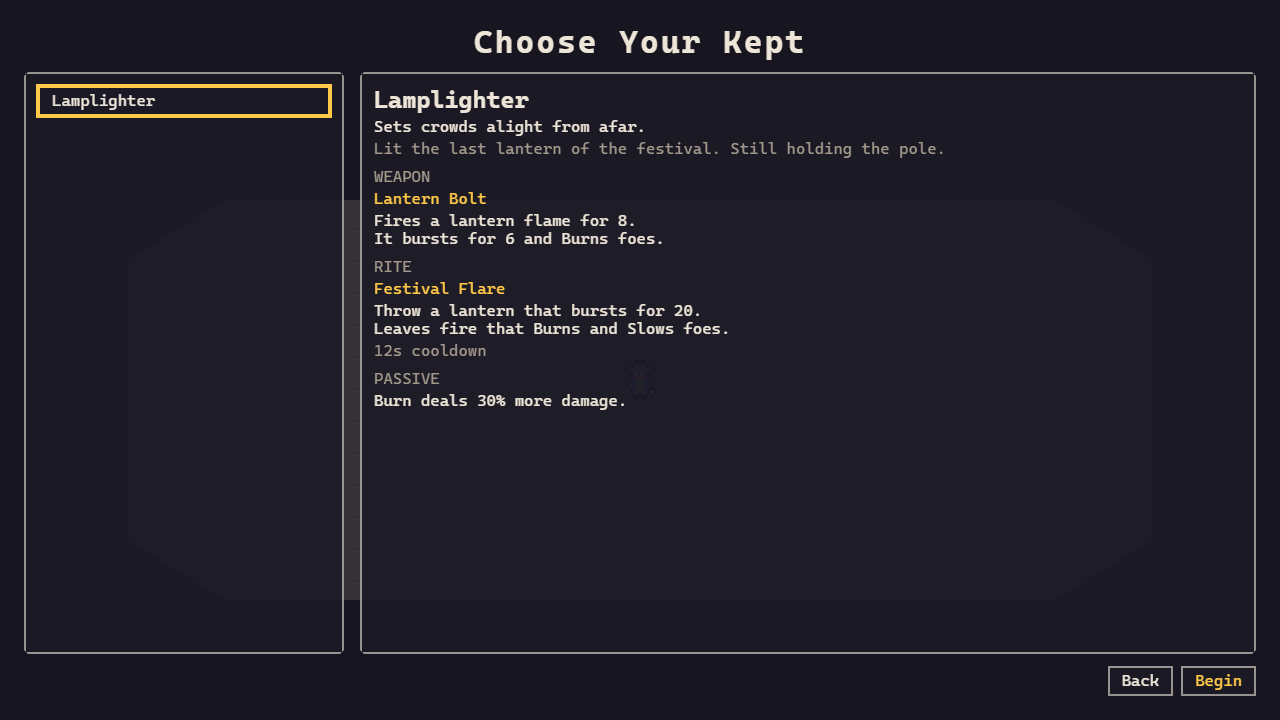 Choose Your Kept
Lamplighter
Lamplighter
Sets crowds alight from afar.
Lit the last lantern of the festival. Still holding the pole.
WEAPON
Lantern Bolt
Fires a lantern flame for 8.
It bursts for 6 and Burns foes.
RITE
Festival Flare
Throw a lantern that bursts for 20.
Leaves fire that Burns and Slows foes.
12s cooldown
PASSIVE
Burn deals 30% more damage.
Back
Begin